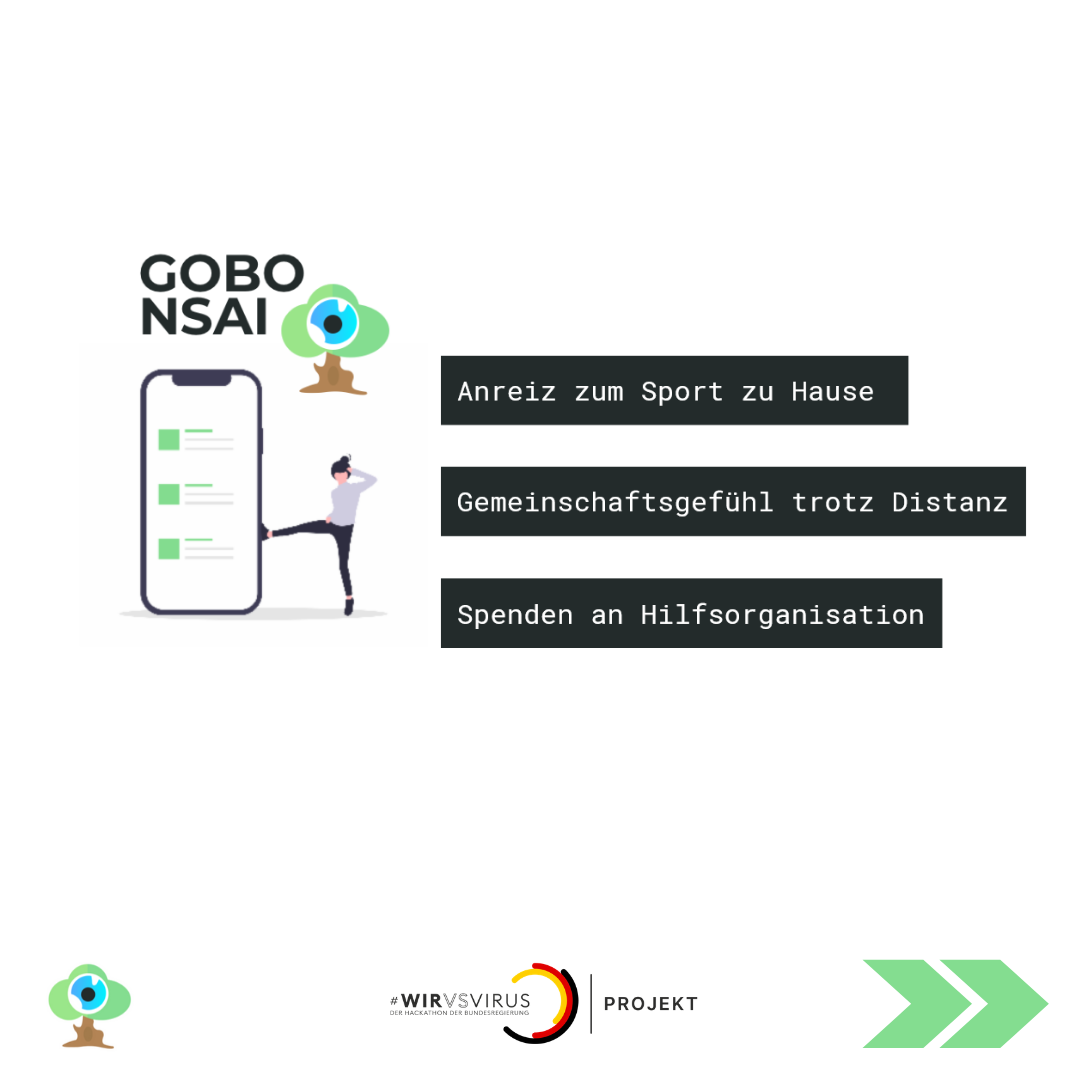 GOBO
NSAI
Anreiz zum Sport zu Hause
Gemeinschaftsgefühl trotz Distanz
Spenden an Hilfsorganisation
#WIRVSVIRUS
DER HACKATHON DER BUNDESREGIERUNG
PROJEKT